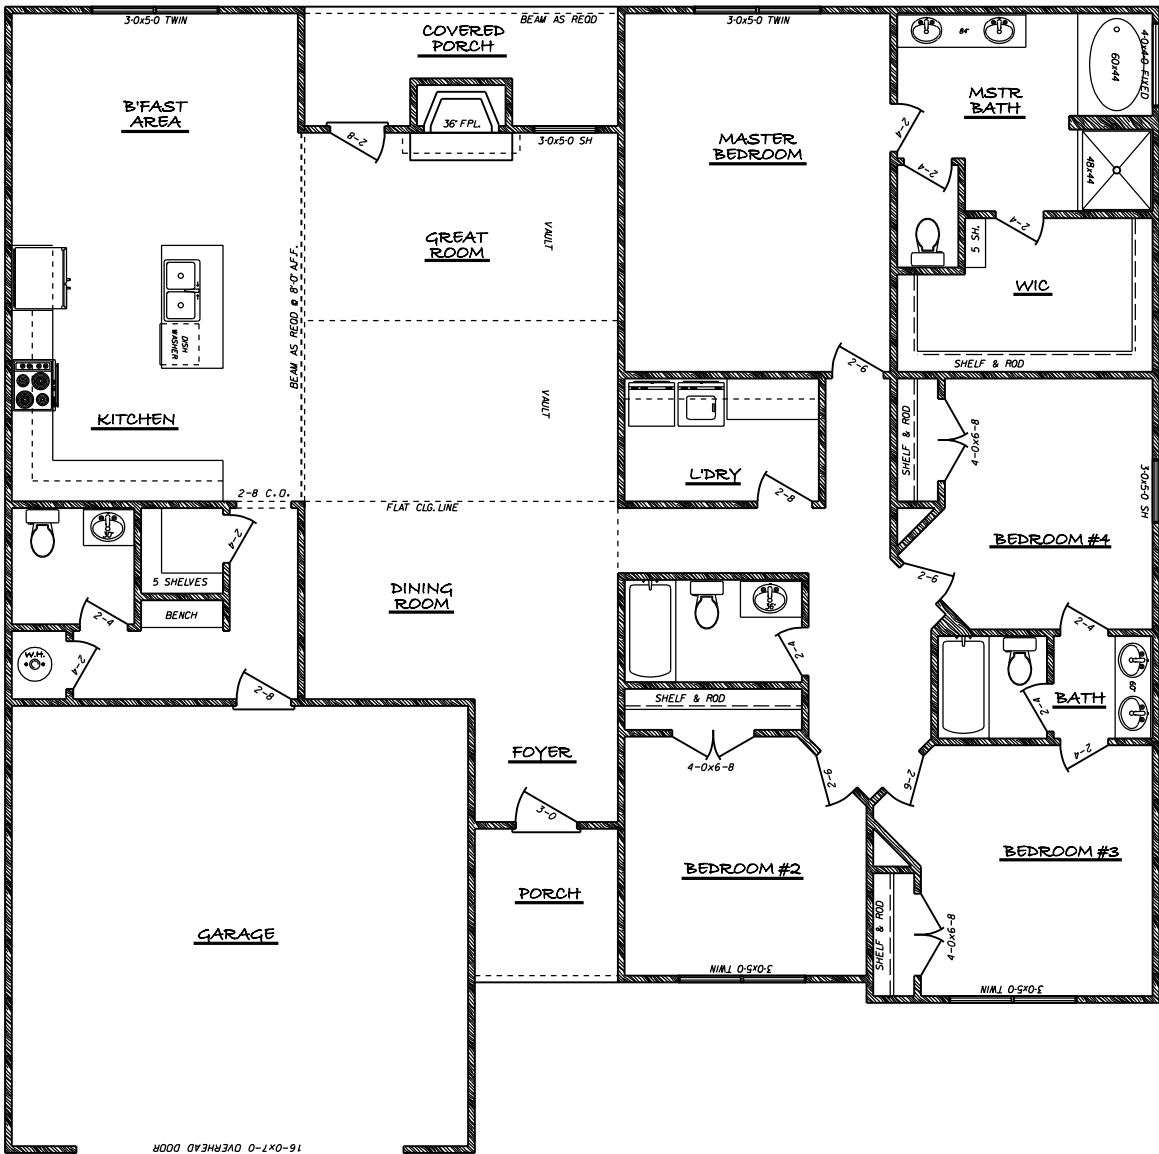 3-0x5-0 TWIN
BEAM AS REQD
3-0x5-0 TWIN
COVERED
PORCH
84"
60x44
4-0x4-0 FIXED
B'FAST
AREA
MSTR
BATH
36" FPL.
2-8
3-0x5-0 SH
2-4
MASTER
BEDROOM
2-4
48x44
GREAT
ROOM
VAULT
2-4
5 SH.
WIC
BEAM AS REQD @ 8'-0" A.F.F.
DISH
WASHER
SHELF & ROD
2-6
KITCHEN
VAULT
SHELF & ROD
4-0x6-8
L'DRY
2-8
3-0x5-0 SH
2-8 C.O.
FLAT CLG. LINE
30"
2-4
BEDROOM #4
5 SHELVES
2-6
DINING
ROOM
BENCH
2-4
36"
2-4
2-4
W.H.
2-4
2-8
SHELF & ROD
2-4
BATH
60"
FOYER
2-4
4-0x6-8
2-6
2-6
3-0
BEDROOM #2
BEDROOM #3
PORCH
GARAGE
SHELF & ROD
4-0x6-8
3-0x5-0 TWIN
3-0x5-0 TWIN
16-0x7-0 OVERHEAD DOOR